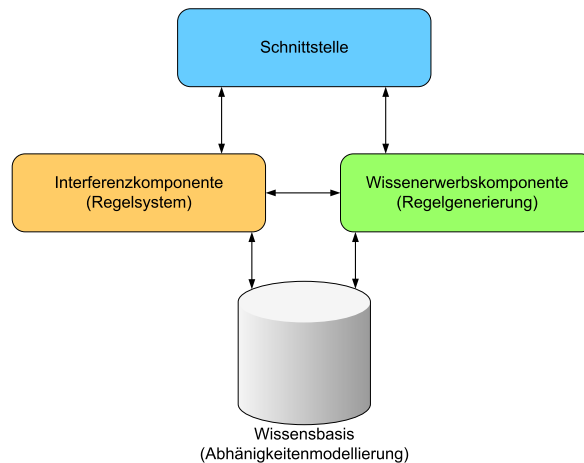 Schnittstelle
Interferenzkomponente
(Regelsystem)
Wissenerwerbskomponente
(Regelgenerierung)
Wissensbasis
(Abhänigkeitenmodellierung)